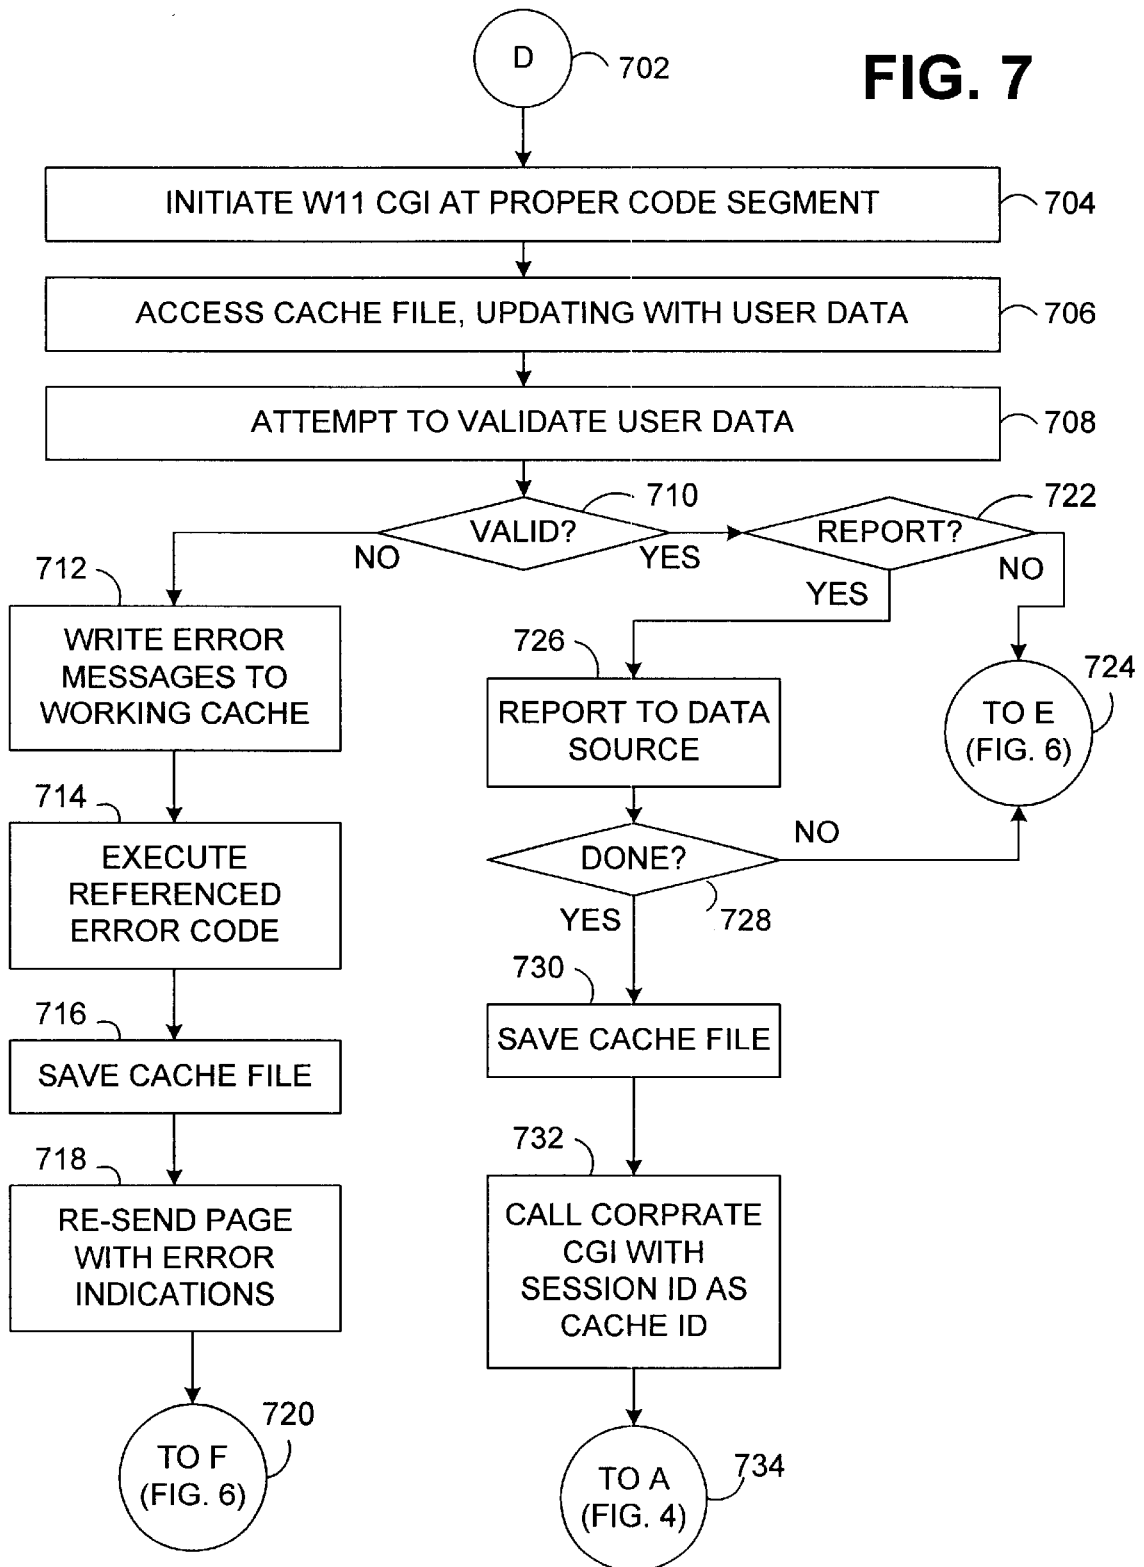 D
702
FIG. 7
INITIATE W11 CGI AT PROPER CODE SEGMENT
704
ACCESS CACHE FILE, UPDATING WITH USER DATA
706
ATTEMPT TO VALIDATE USER DATA
708
710
VALID?
NO
YES
722
REPORT?
NO
YES
712
WRITE ERROR
MESSAGES TO
WORKING CACHE
726
REPORT TO DATA
SOURCE
724
TO E
(FIG. 6)
714
EXECUTE
REFERENCED
ERROR CODE
DONE?
NO
YES
728
716
SAVE CACHE FILE
730
SAVE CACHE FILE
718
RE-SEND PAGE
WITH ERROR
INDICATIONS
732
CALL CORPRATE
CGI WITH
SESSION ID AS
CACHE ID
720
TO F
(FIG. 6)
734
TO A
(FIG. 4)